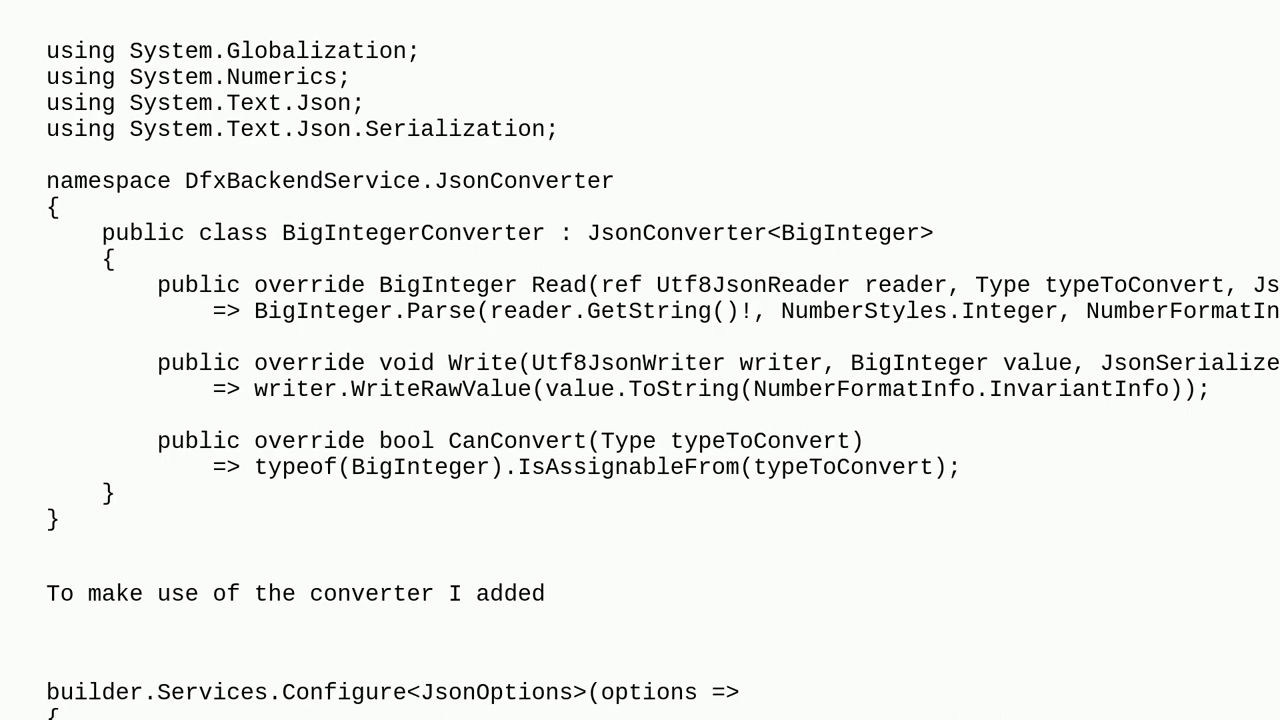 using System.Globalization;
using System.Numerics;
using System.Text.Json;
using System.Text.Json.Serialization;
namespace DfxBackendService.JsonConverter
{
    public class BigIntegerConverter : JsonConverter<BigInteger>
    {
        public override BigInteger Read(ref Utf8JsonReader reader, Type typeToConvert, Js
            => BigInteger.Parse(reader.GetString()!, NumberStyles.Integer, NumberFormatIn
        public override void Write(Utf8JsonWriter writer, BigInteger value, JsonSerialize
            => writer.WriteRawValue(value.ToString(NumberFormatInfo.InvariantInfo));
        public override bool CanConvert(Type typeToConvert)
            => typeof(BigInteger).IsAssignableFrom(typeToConvert);
    }
}
To make use of the converter I added
builder.Services.Configure<JsonOptions>(options =>
{